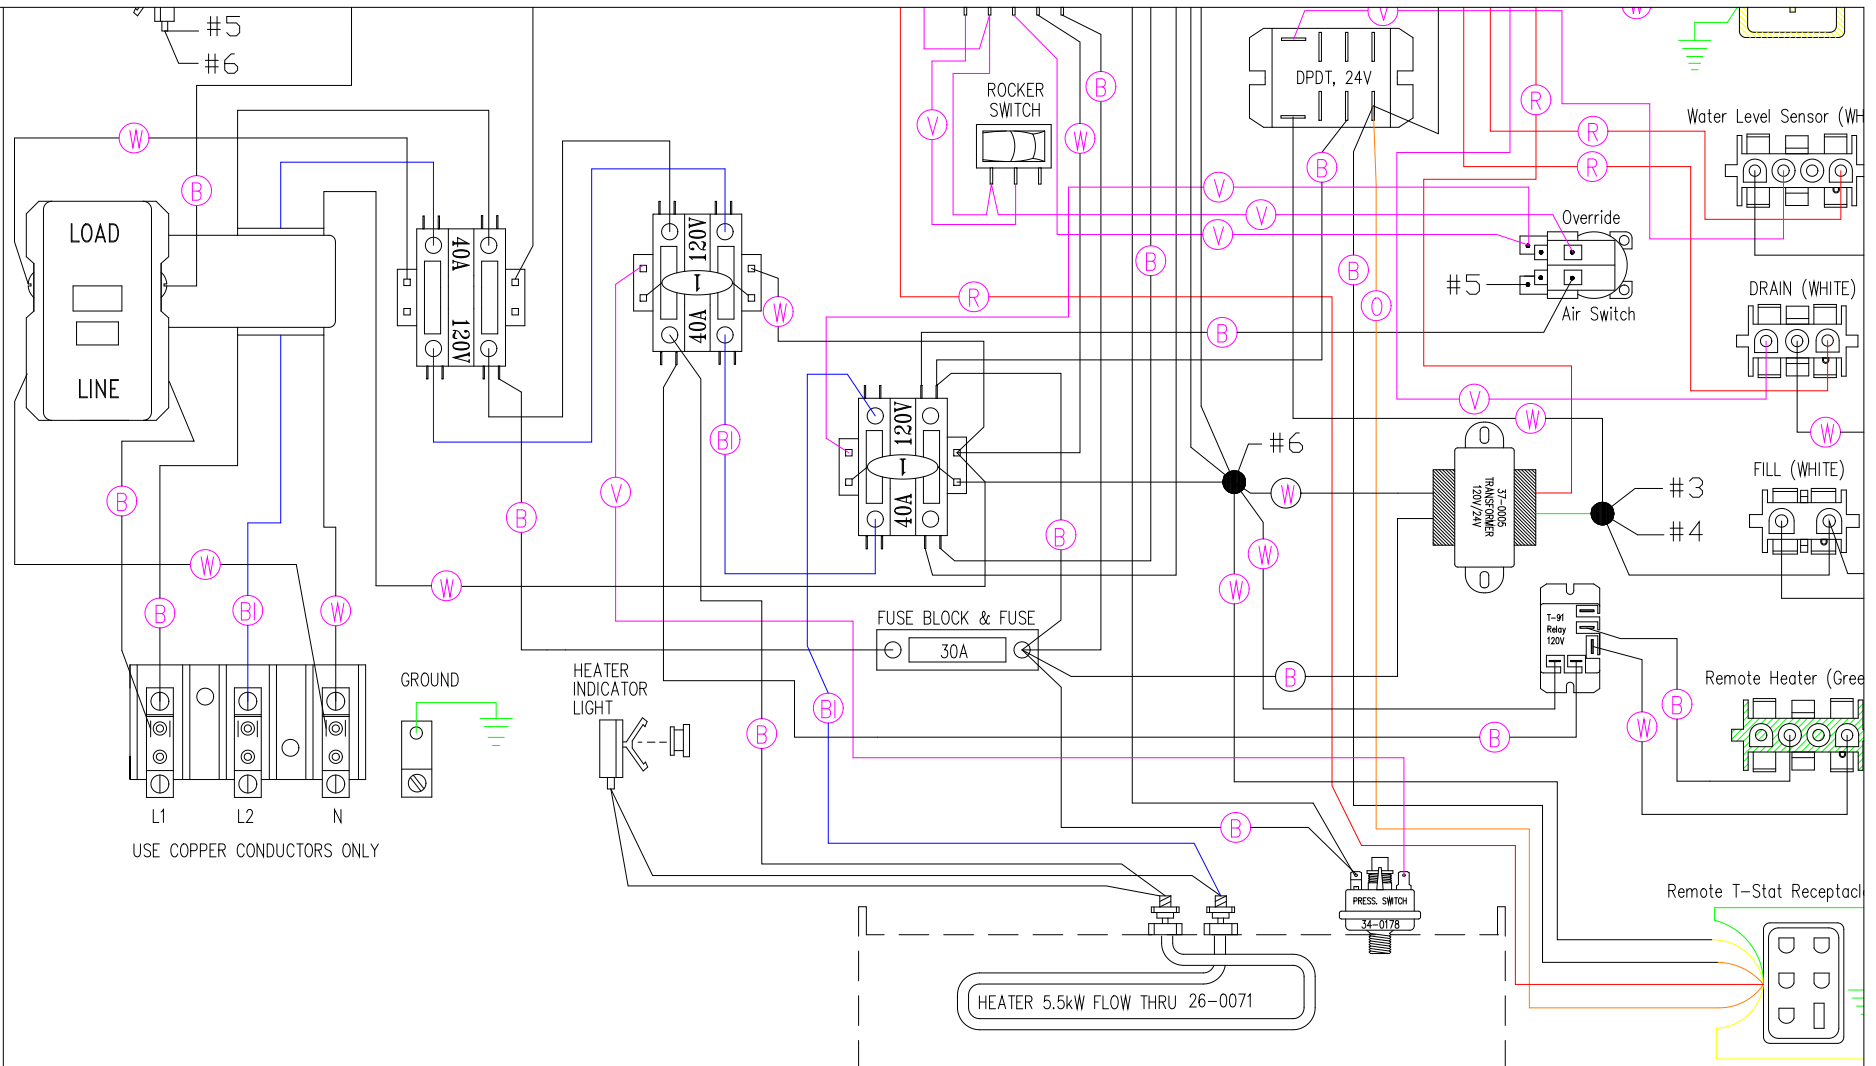 #5
#6
V
W
DPDT, 24V
ROCKER
SWITCH
B
V
W
R
Water Level Sensor (WH
R
W
B
B
R
V
V
V
Override
LOAD
40A
120V
120V
40A
1
B
B
#5
Air Switch
DRAIN (WHITE)
R
O
W
B
LINE
V
W
W
120V
40A
1
BI
#6
FILL (WHITE)
V
W
37-0005
TRANSFORMER
120V/24V
#3
#4
B
B
B
W
W
W
W
B
BI
W
FUSE BLOCK & FUSE
30A
T-91
Relay
120V
HEATER
INDICATOR
LIGHT
GROUND
B
Remote Heater (Gree
BI
B
B
W
B
L1
L2
N
B
USE COPPER CONDUCTORS ONLY
PRESS. SWITCH
34-0178
Remote T-Stat Receptacl
HEATER 5.5kW FLOW THRU 26-0071